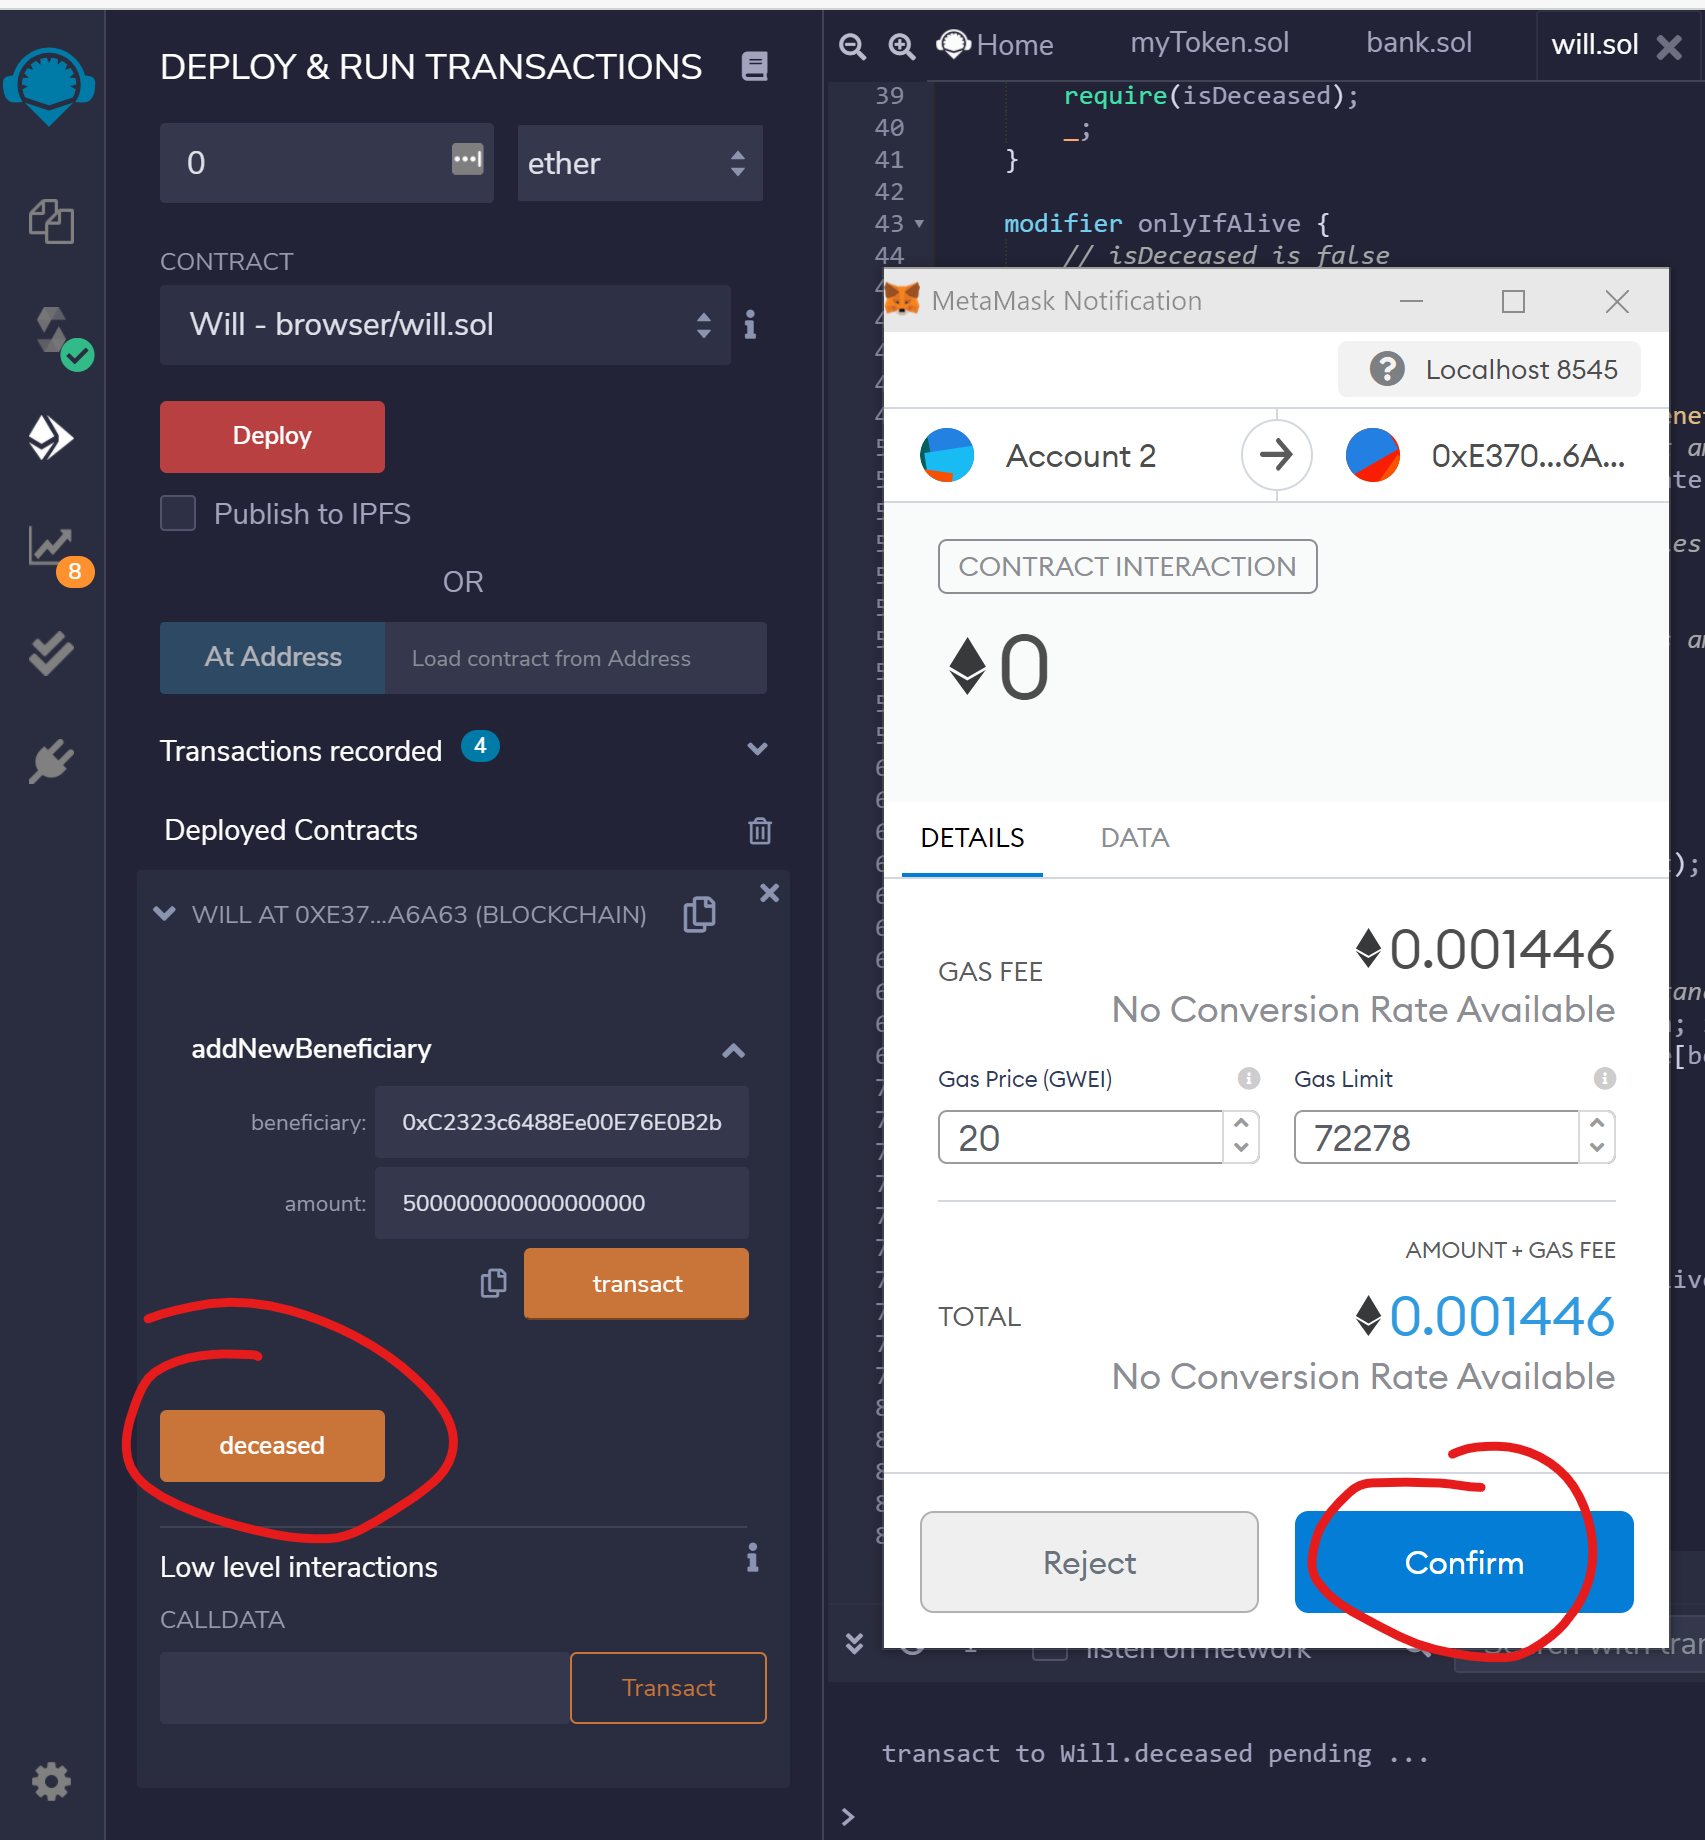 DEPLOY & RUN TRANSACTIONS
0
ether
CONTRACT
Will - browser/will.sol
Deploy
Publish to IPFS
8
OR
At Address
Load contract from Address
Transactions recorded 4
Deployed Contracts
WILL AT 0XE37...A6A63 (BLOCKCHAIN)
addNewBeneficiary
beneficiary: 0xC2323c6488Ee00E76E0B2b
amount: 500000000000000000
transact
deceased
Low level interactions
CALLDATA
Transact
Home
myToken.sol
bank.sol
will.sol
39 require(isDeceased);
40 _;
41 }
42
43 modifier onlyIfAlive {
44 // isDeceased is false
MetaMask Notification
Localhost 8545
Account 2
0xE370...6A...
CONTRACT INTERACTION
0
DETAILS
DATA
GAS FEE
0.001446
No Conversion Rate Available
Gas Price (GWEI)
Gas Limit
20
72278
AMOUNT + GAS FEE
TOTAL
0.001446
No Conversion Rate Available
Reject
Confirm
listen on network
transact to Will.deceased pending ...
>